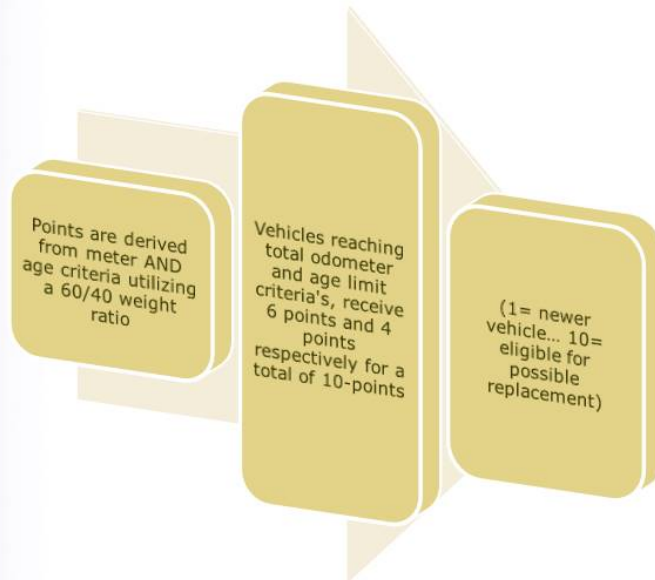 Points are derived
from meter AND
age criteria utilizing
a 60/40 weight
ratio
Vehicles reaching
total odometer
and age limit
criteria's, receive
6 points and 4
points
respectively for a
total of 10-points
(1= newer
vehicle... 10=
eligible for
possible
replacement)